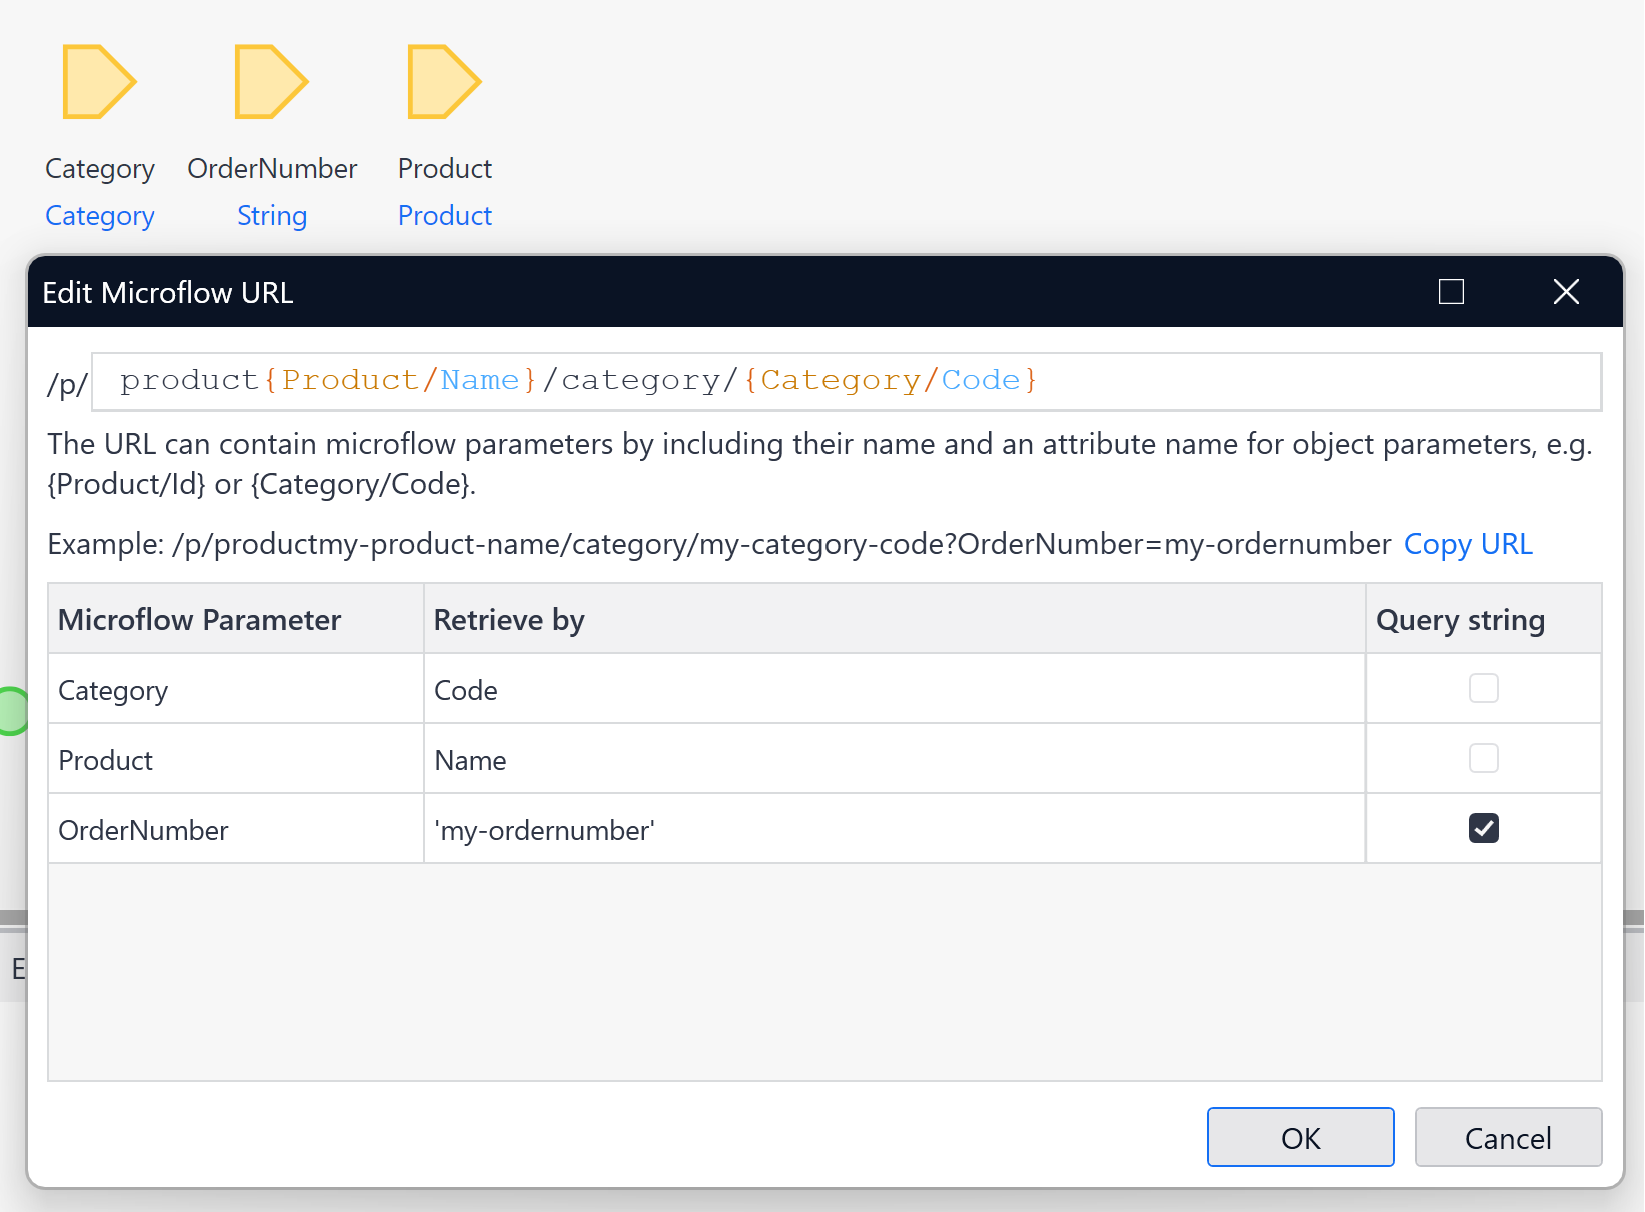 Category OrderNumber Product
Category String Product
Edit Microflow URL
/p/ product{Product/Name}/category/{Category/Code}
The URL can contain microflow parameters by including their name and an attribute name for object parameters, e.g.
{Product/Id} or {Category/Code}.
Example: /p/productmy-product-name/category/my-category-code?OrderNumber=my-ordernumber Copy URL
Microflow Parameter Retrieve by Query string
Category Code
Product Name
OrderNumber 'my-ordernumber'
E
OK Cancel